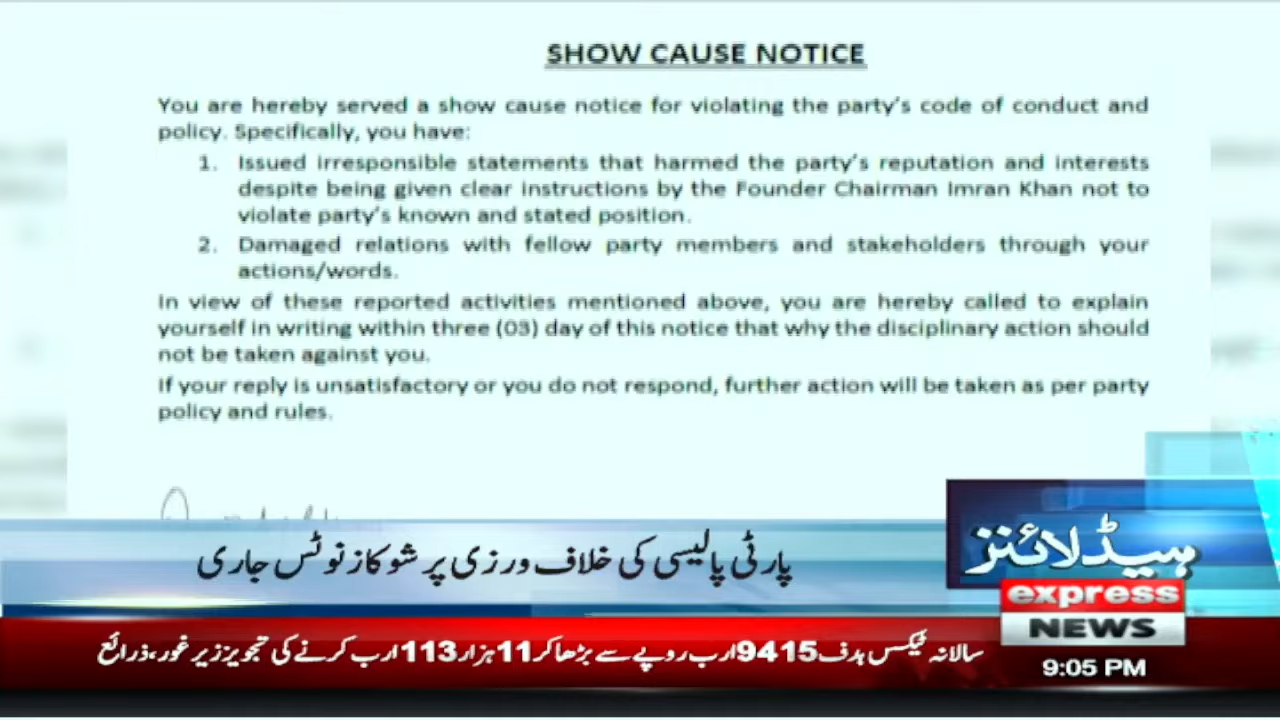 SHOW CAUSE NOTICE
You are hereby served a show cause notice for violating the party's code of conduct and
policy. Specifically, you have:
1. Issued irresponsible statements that harmed the party's reputation and interests
despite being given clear instructions by the Founder Chairman Imran Khan not to
violate party's known and stated position.
2. Damaged relations with fellow party members and stakeholders through your
actions/words.
In view of these reported activities mentioned above, you are hereby called to explain
yourself in writing within three (03) day of this notice that why the disciplinary action should
not be taken against you.
If your reply is unsatisfactory or you do not respond, further action will be taken as per party
policy and rules.
پارٹی پالیسی کی خلاف ورزی پر شوکاز نوٹس جاری
ہیڈلائنز
express
NEWS
سالانہ ٹیکس ہدف 9415 ارب روپے سے بڑھا کر 11 ہزار 113 ارب کرنے کی تجویز زیر غور، ذرائع
9:05 PM